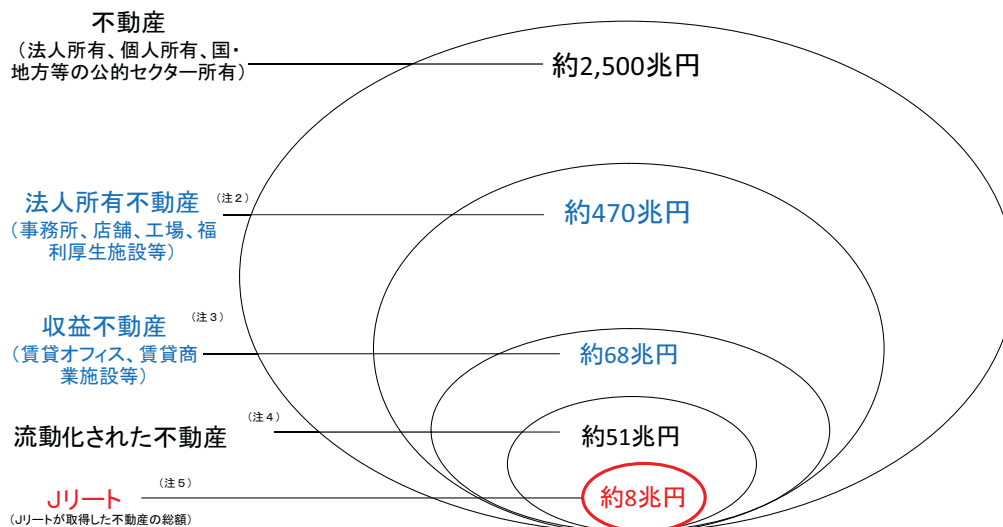 不動産
（法人所有、個人所有、国・
地方等の公的セクター所有）
約2,500兆円
法人所有不動産 （注２）
（事務所、店舗、工場、福
利厚生施設等）
約470兆円
収益不動産 （注３）
（賃貸オフィス、賃貸商
業施設等）
約68兆円
流動化された不動産 （注４）
約51兆円
Jリート （注５）
（Jリートが取得した不動産の総額）
約8兆円